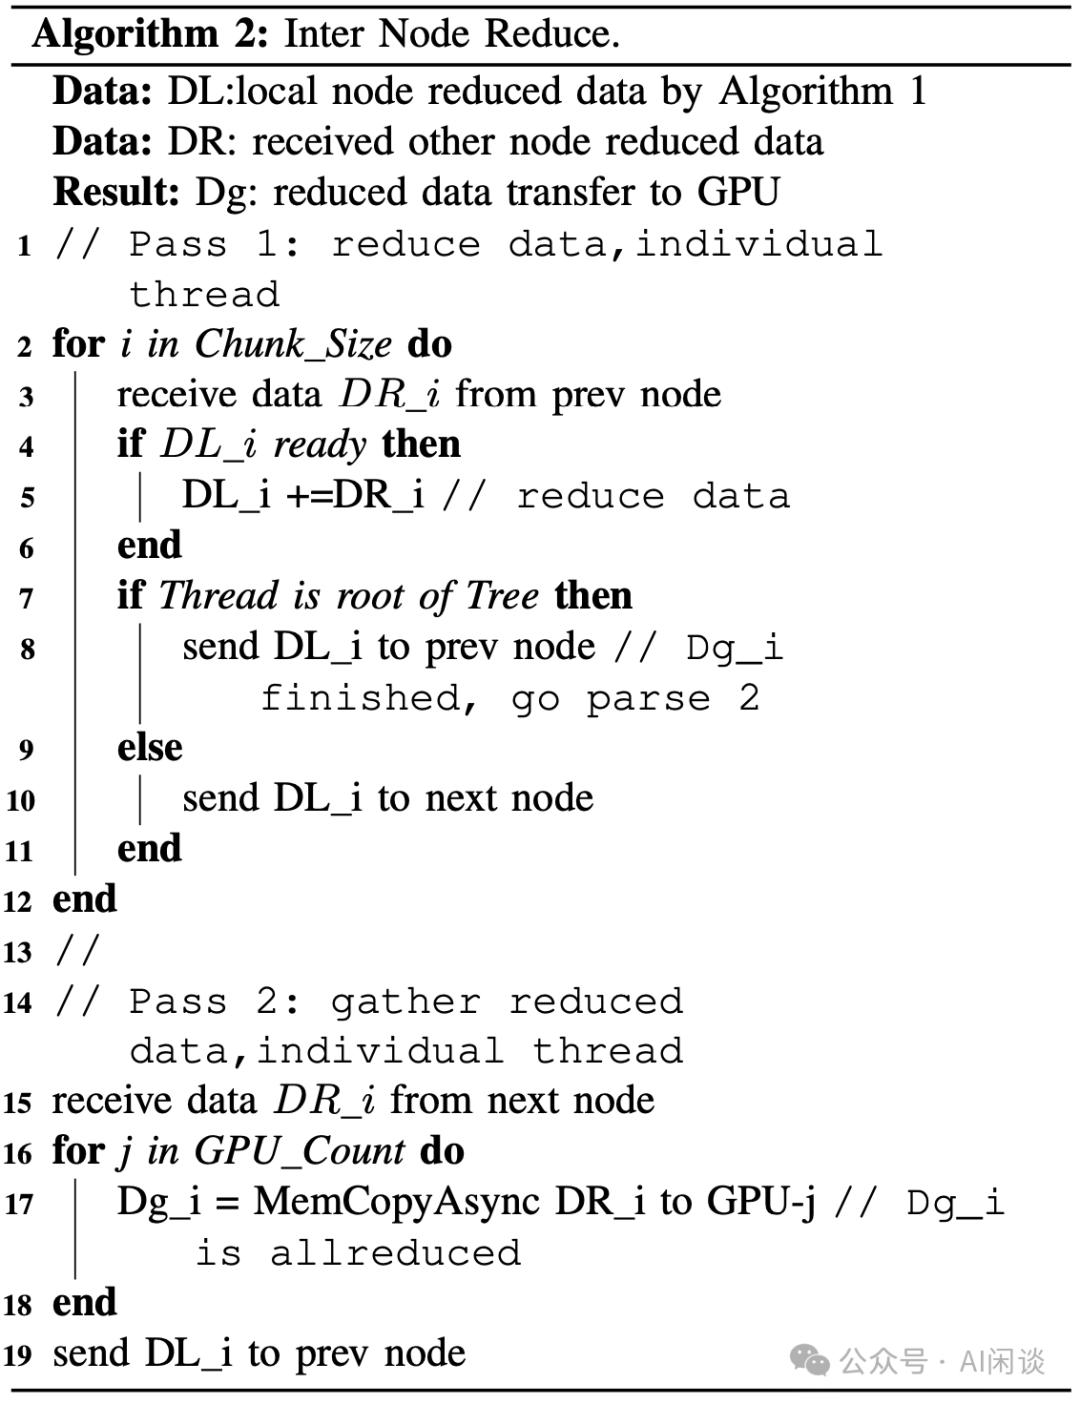 Algorithm 2: Inter Node Reduce.
Data: DL:local node reduced data by Algorithm 1
Data: DR: received other node reduced data
Result: Dg: reduced data transfer to GPU
1 // Pass 1: reduce data,individual
thread
2 for i in Chunk_Size do
3 receive data DR_i from prev node
4 if DL_i ready then
5 DL_i +=DR_i // reduce data
6 end
7 if Thread is root of Tree then
8 send DL_i to prev node // Dg_i
finished, go parse 2
9 else
10 send DL_i to next node
11 end
12 end
13 //
14 // Pass 2: gather reduced
data,individual thread
15 receive data DR_i from next node
16 for j in GPU_Count do
17 Dg_i = MemCopyAsync DR_i to GPU-j // Dg_i
is allreduced
18 end
19 send DL_i to prev node
公众号 · AI闲谈